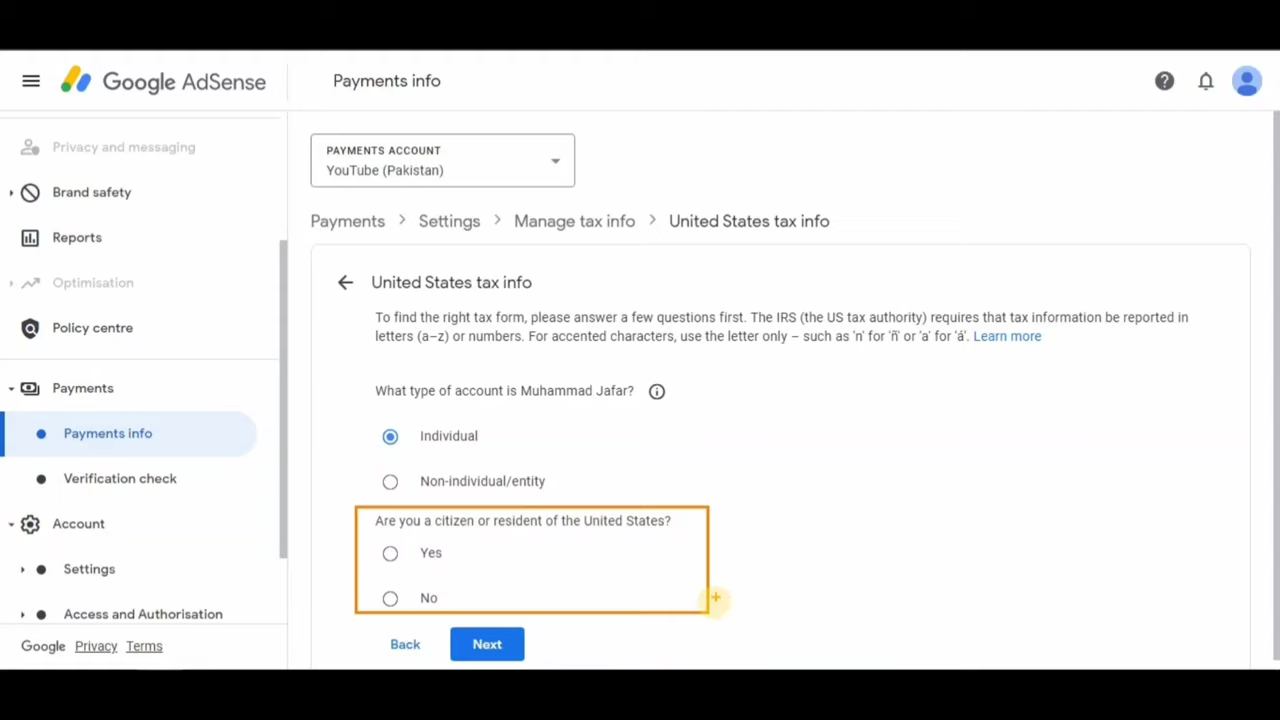 Google AdSense
Payments info
Privacy and messaging
Brand safety
Reports
Optimisation
Policy centre
Payments
Payments info
Verification check
Account
Settings
Access and Authorisation
Google Privacy Terms
PAYMENTS ACCOUNT
YouTube (Pakistan)
Payments > Settings > Manage tax info > United States tax info
United States tax info
To find the right tax form, please answer a few questions first. The IRS (the US tax authority) requires that tax information be reported in
letters (a–z) or numbers. For accented characters, use the letter only – such as 'n' for 'ñ' or 'a' for 'á'. Learn more
What type of account is Muhammad Jafar?
Individual
Non-individual/entity
Are you a citizen or resident of the United States?
Yes
No
Back
Next